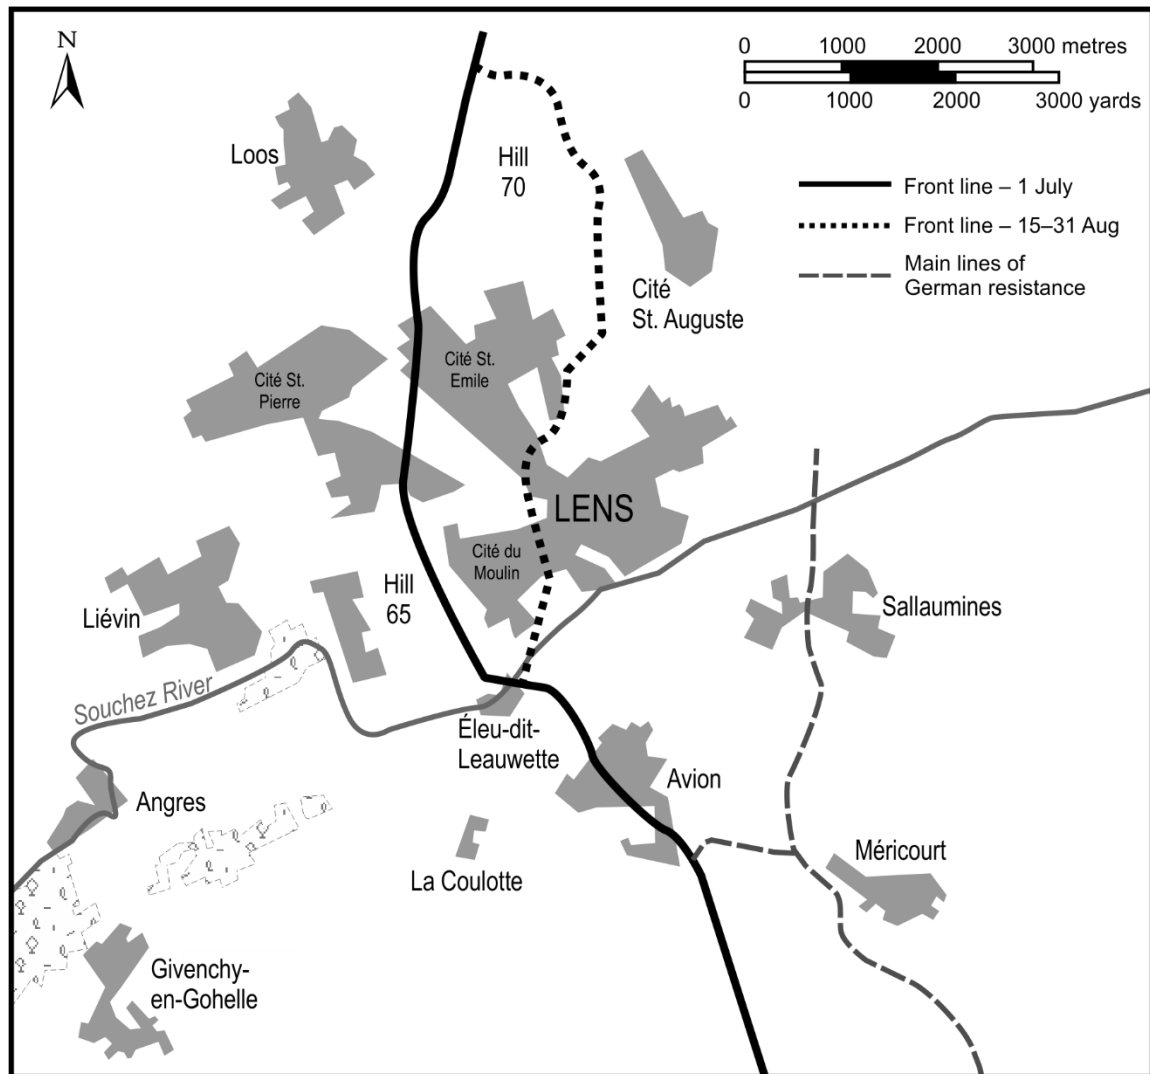 N
0 1000 2000 3000 metres
0 1000 2000 3000 yards
Loos
Hill
70
Front line – 1 July
Front line – 15–31 Aug
Main lines of
German resistance
Cité
St. Auguste
Cité St.
Emile
Cité St.
Pierre
LENS
Cité du
Moulin
Hill
65
Liévin
Sallaumines
Souchez River
Éleu-dit-
Leauwette
Avion
Angres
Méricourt
La Coulotte
Givenchy-
en-Gohelle